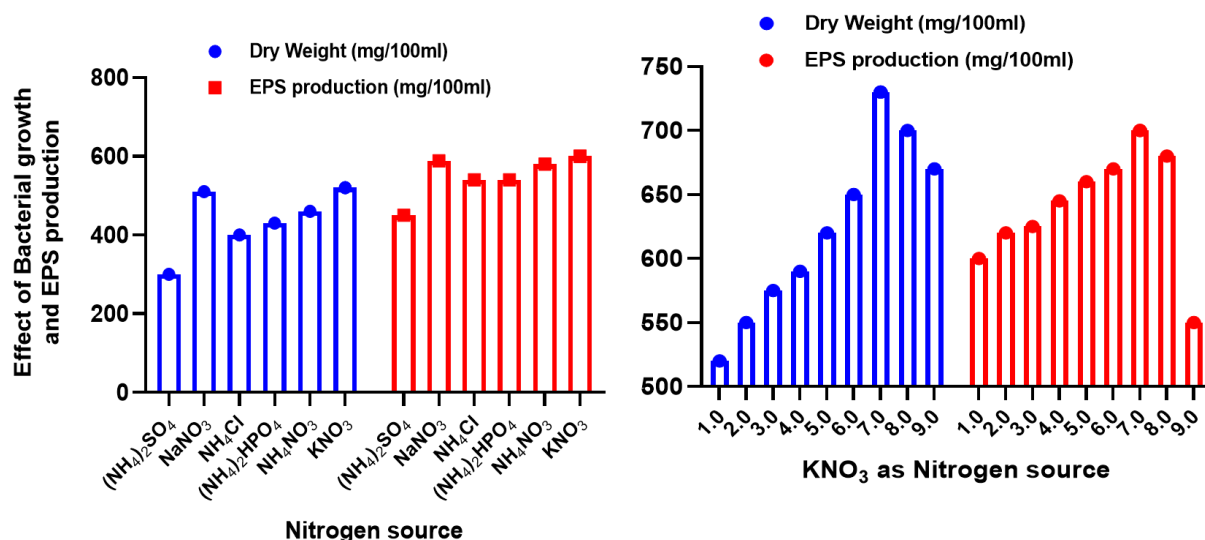 Dry Weight (mg/100ml)
EPS production (mg/100ml)
Effect of Bacterial growth
and EPS production
800
600
400
200
0
(NH₄)₂SO₄
NaNO₃
NH₄Cl
(NH₄)₂HPO₄
NH₄NO₃
KNO₃
(NH₄)₂SO₄
NaNO₃
NH₄Cl
(NH₄)₂HPO₄
NH₄NO₃
KNO₃
Nitrogen source
Dry Weight (mg/100ml)
EPS production (mg/100ml)
750
700
650
600
550
500
1.0
2.0
3.0
4.0
5.0
6.0
7.0
8.0
9.0
1.0
2.0
3.0
4.0
5.0
6.0
7.0
8.0
9.0
KNO₃ as Nitrogen source